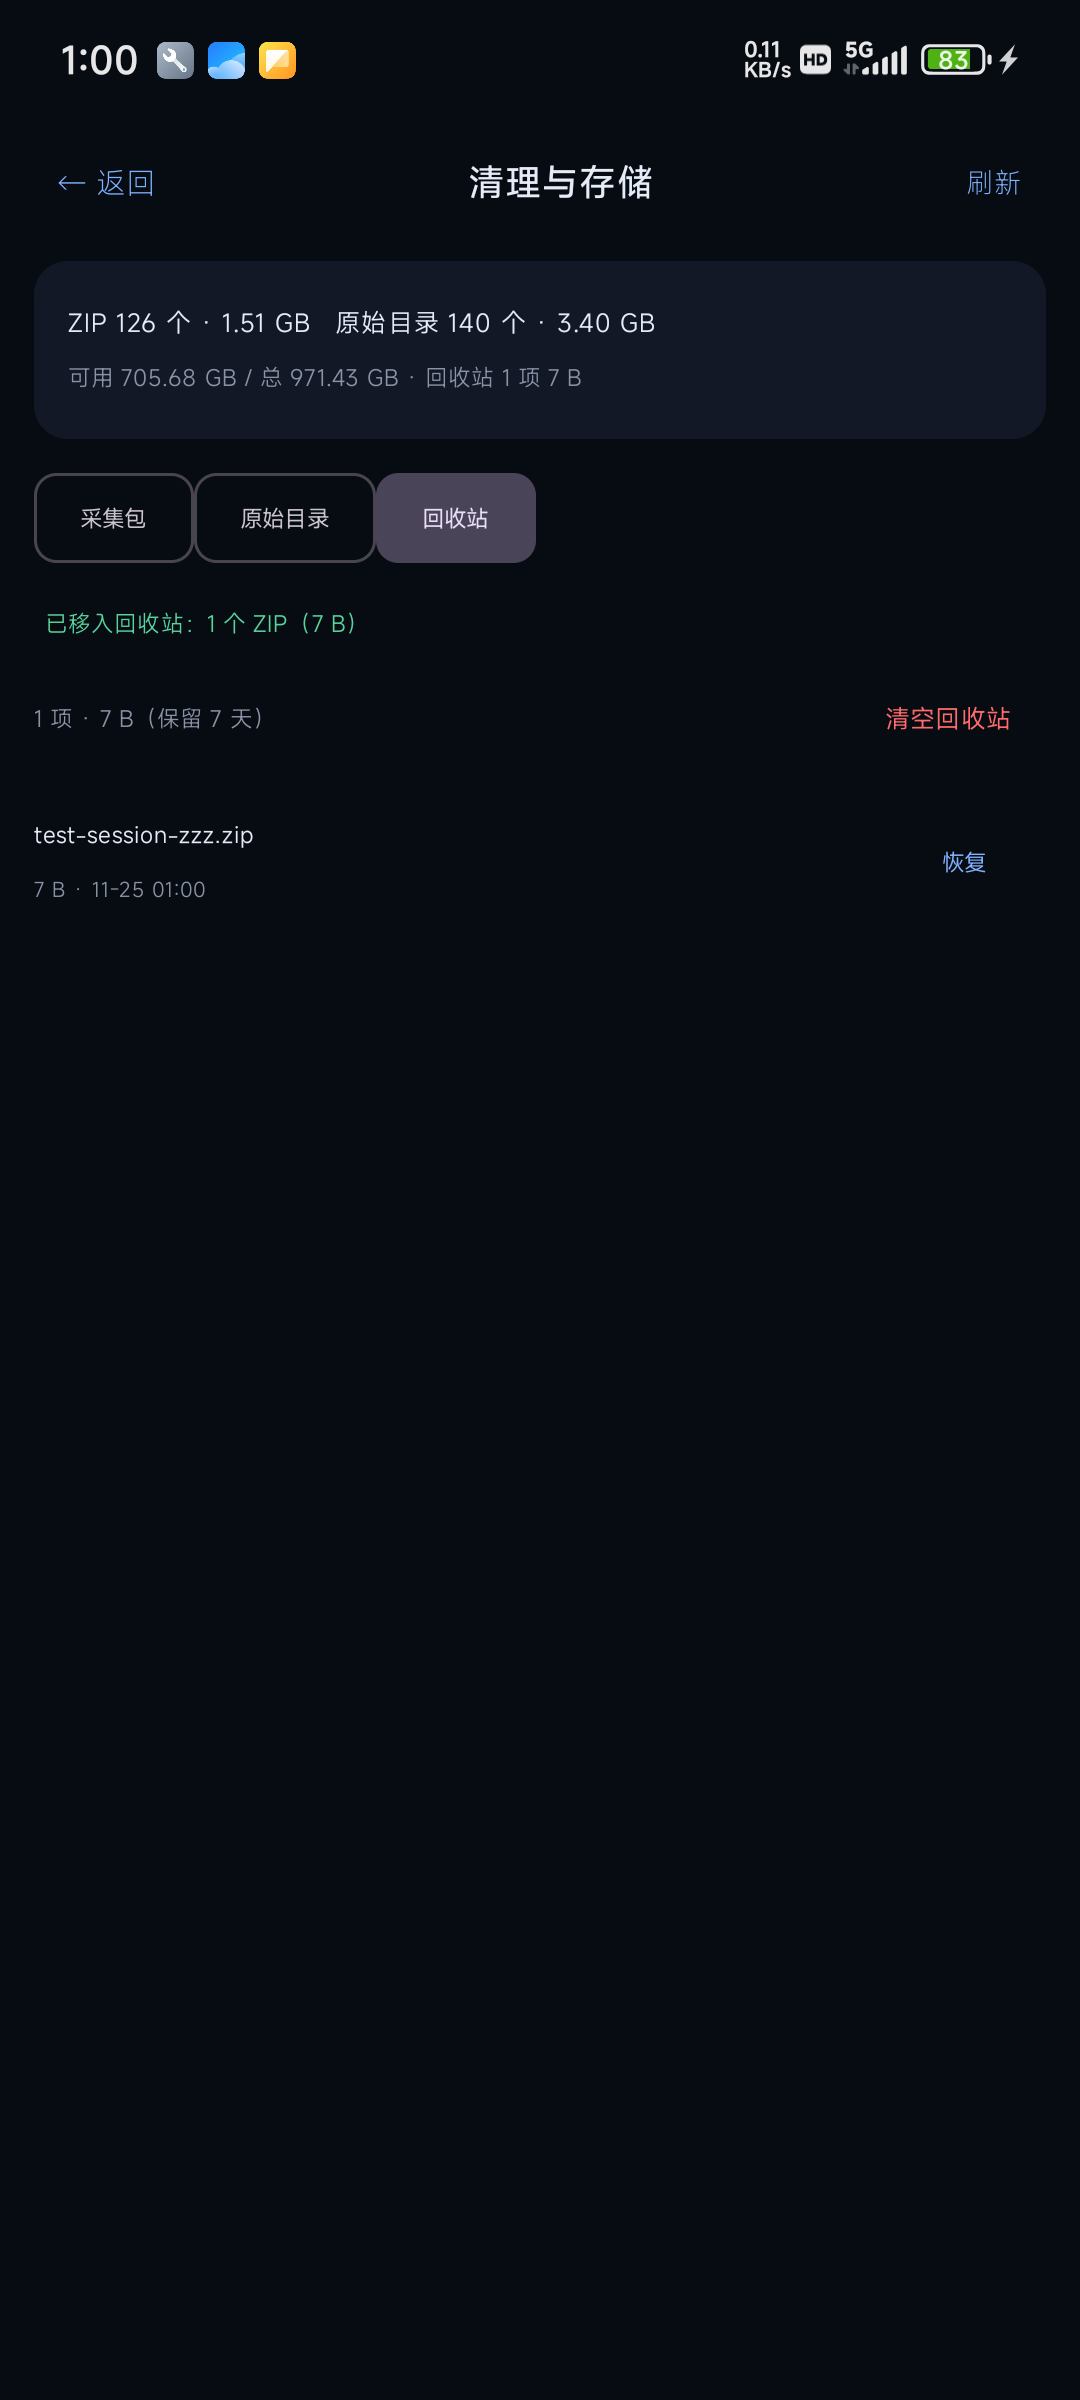 1:00
0.11 KB/s HD 5G 83
← 返回 清理与存储 刷新
ZIP 126 个 · 1.51 GB 原始目录 140 个 · 3.40 GB
可用 705.68 GB / 总 971.43 GB · 回收站 1 项 7 B
采集包 原始目录 回收站
已移入回收站：1 个 ZIP（7 B）
1 项 · 7 B（保留 7 天） 清空回收站
test-session-zzz.zip
恢复
7 B · 11-25 01:00